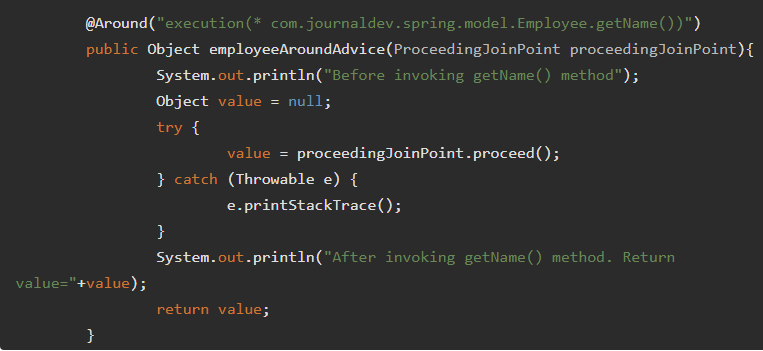 @Around("execution(* com.journaldev.spring.model.Employee.getName())")
public Object employeeAroundAdvice(ProceedingJoinPoint proceedingJoinPoint){
System.out.println("Before invoking getName() method");
Object value = null;
try {
value = proceedingJoinPoint.proceed();
} catch (Throwable e) {
e.printStackTrace();
}
System.out.println("After invoking getName() method. Return
value="+value);
return value;
}